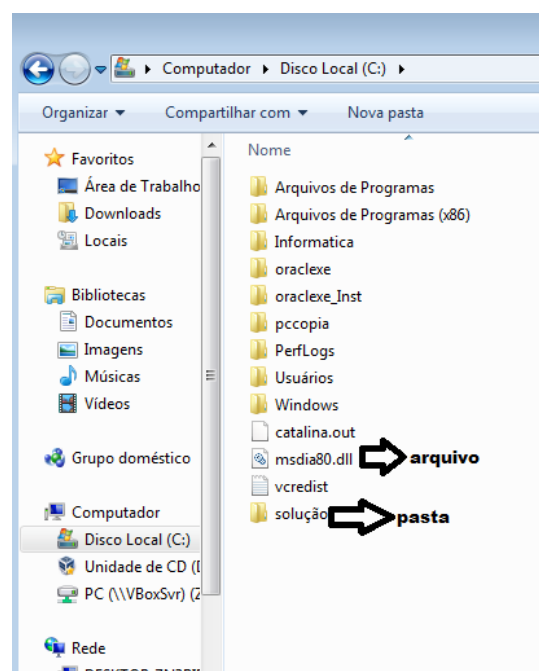 Computador Disco Local (C:)
Organizar Compartilhar com Nova pasta
Favoritos
Área de Trabalho
Downloads
Locais
Bibliotecas
Documentos
Imagens
Músicas
Vídeos
Grupo doméstico
Computador
Disco Local (C:)
Unidade de CD (
PC (\\VBoxSvr) (
Rede
Nome
Arquivos de Programas
Arquivos de Programas (x86)
Informatica
oraclexe
oraclexe_Inst
pccopia
PerfLogs
Usuários
Windows
catalina.out
msdia80.dll arquivo
vcredist
solução pasta